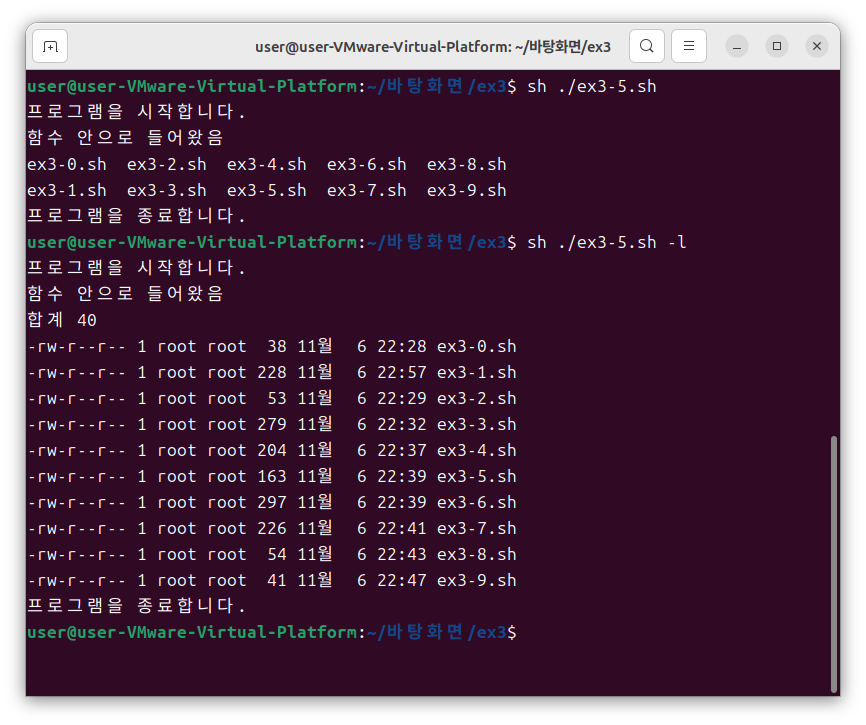 user@user-VMware-Virtual-Platform: ~/바탕화면/ex3
user@user-VMware-Virtual-Platform:~/바탕화면/ex3$ sh ./ex3-5.sh
프로그램을 시작합니다.
함수 안으로 들어왔음
ex3-0.sh  ex3-2.sh  ex3-4.sh  ex3-6.sh  ex3-8.sh
ex3-1.sh  ex3-3.sh  ex3-5.sh  ex3-7.sh  ex3-9.sh
프로그램을 종료합니다.
user@user-VMware-Virtual-Platform:~/바탕화면/ex3$ sh ./ex3-5.sh -l
프로그램을 시작합니다.
함수 안으로 들어왔음
합계 40
-rw-r--r-- 1 root root  38 11월  6 22:28 ex3-0.sh
-rw-r--r-- 1 root root 228 11월  6 22:57 ex3-1.sh
-rw-r--r-- 1 root root  53 11월  6 22:29 ex3-2.sh
-rw-r--r-- 1 root root 279 11월  6 22:32 ex3-3.sh
-rw-r--r-- 1 root root 204 11월  6 22:37 ex3-4.sh
-rw-r--r-- 1 root root 163 11월  6 22:39 ex3-5.sh
-rw-r--r-- 1 root root 297 11월  6 22:39 ex3-6.sh
-rw-r--r-- 1 root root 226 11월  6 22:41 ex3-7.sh
-rw-r--r-- 1 root root  54 11월  6 22:43 ex3-8.sh
-rw-r--r-- 1 root root  41 11월  6 22:47 ex3-9.sh
프로그램을 종료합니다.
user@user-VMware-Virtual-Platform:~/바탕화면/ex3$